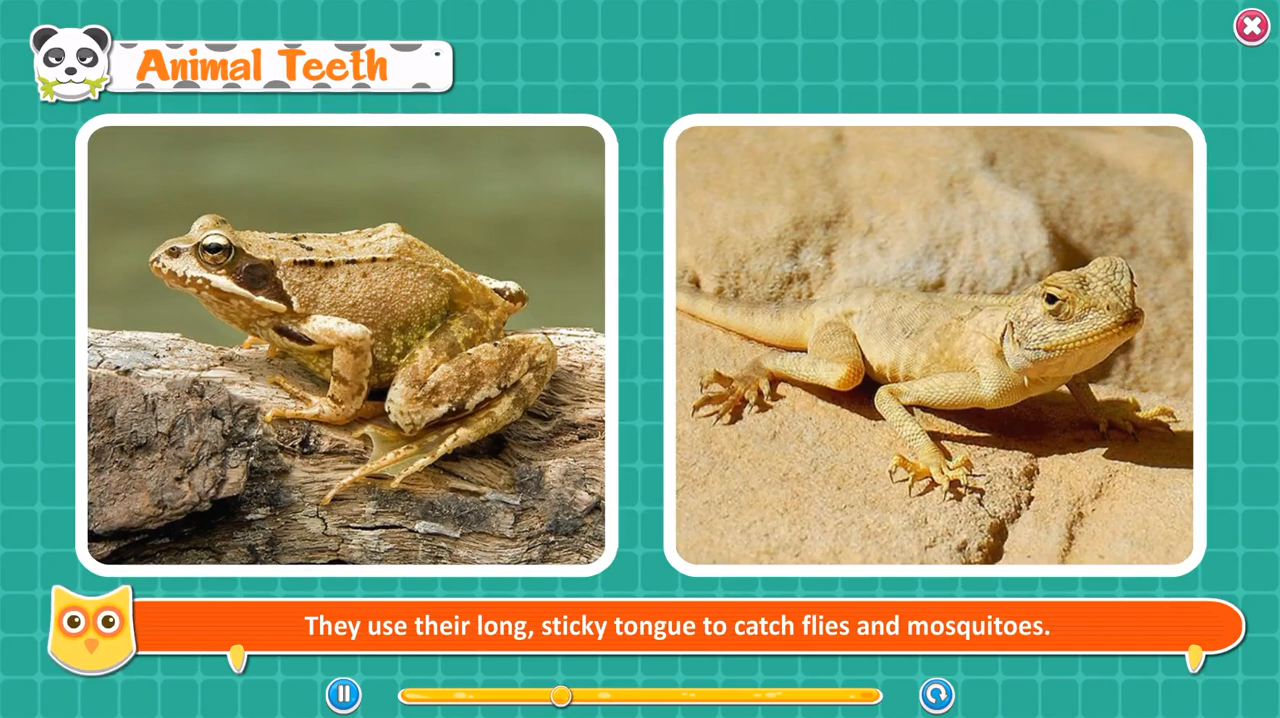 Animal Teeth
They use their long, sticky tongue to catch flies and mosquitoes.